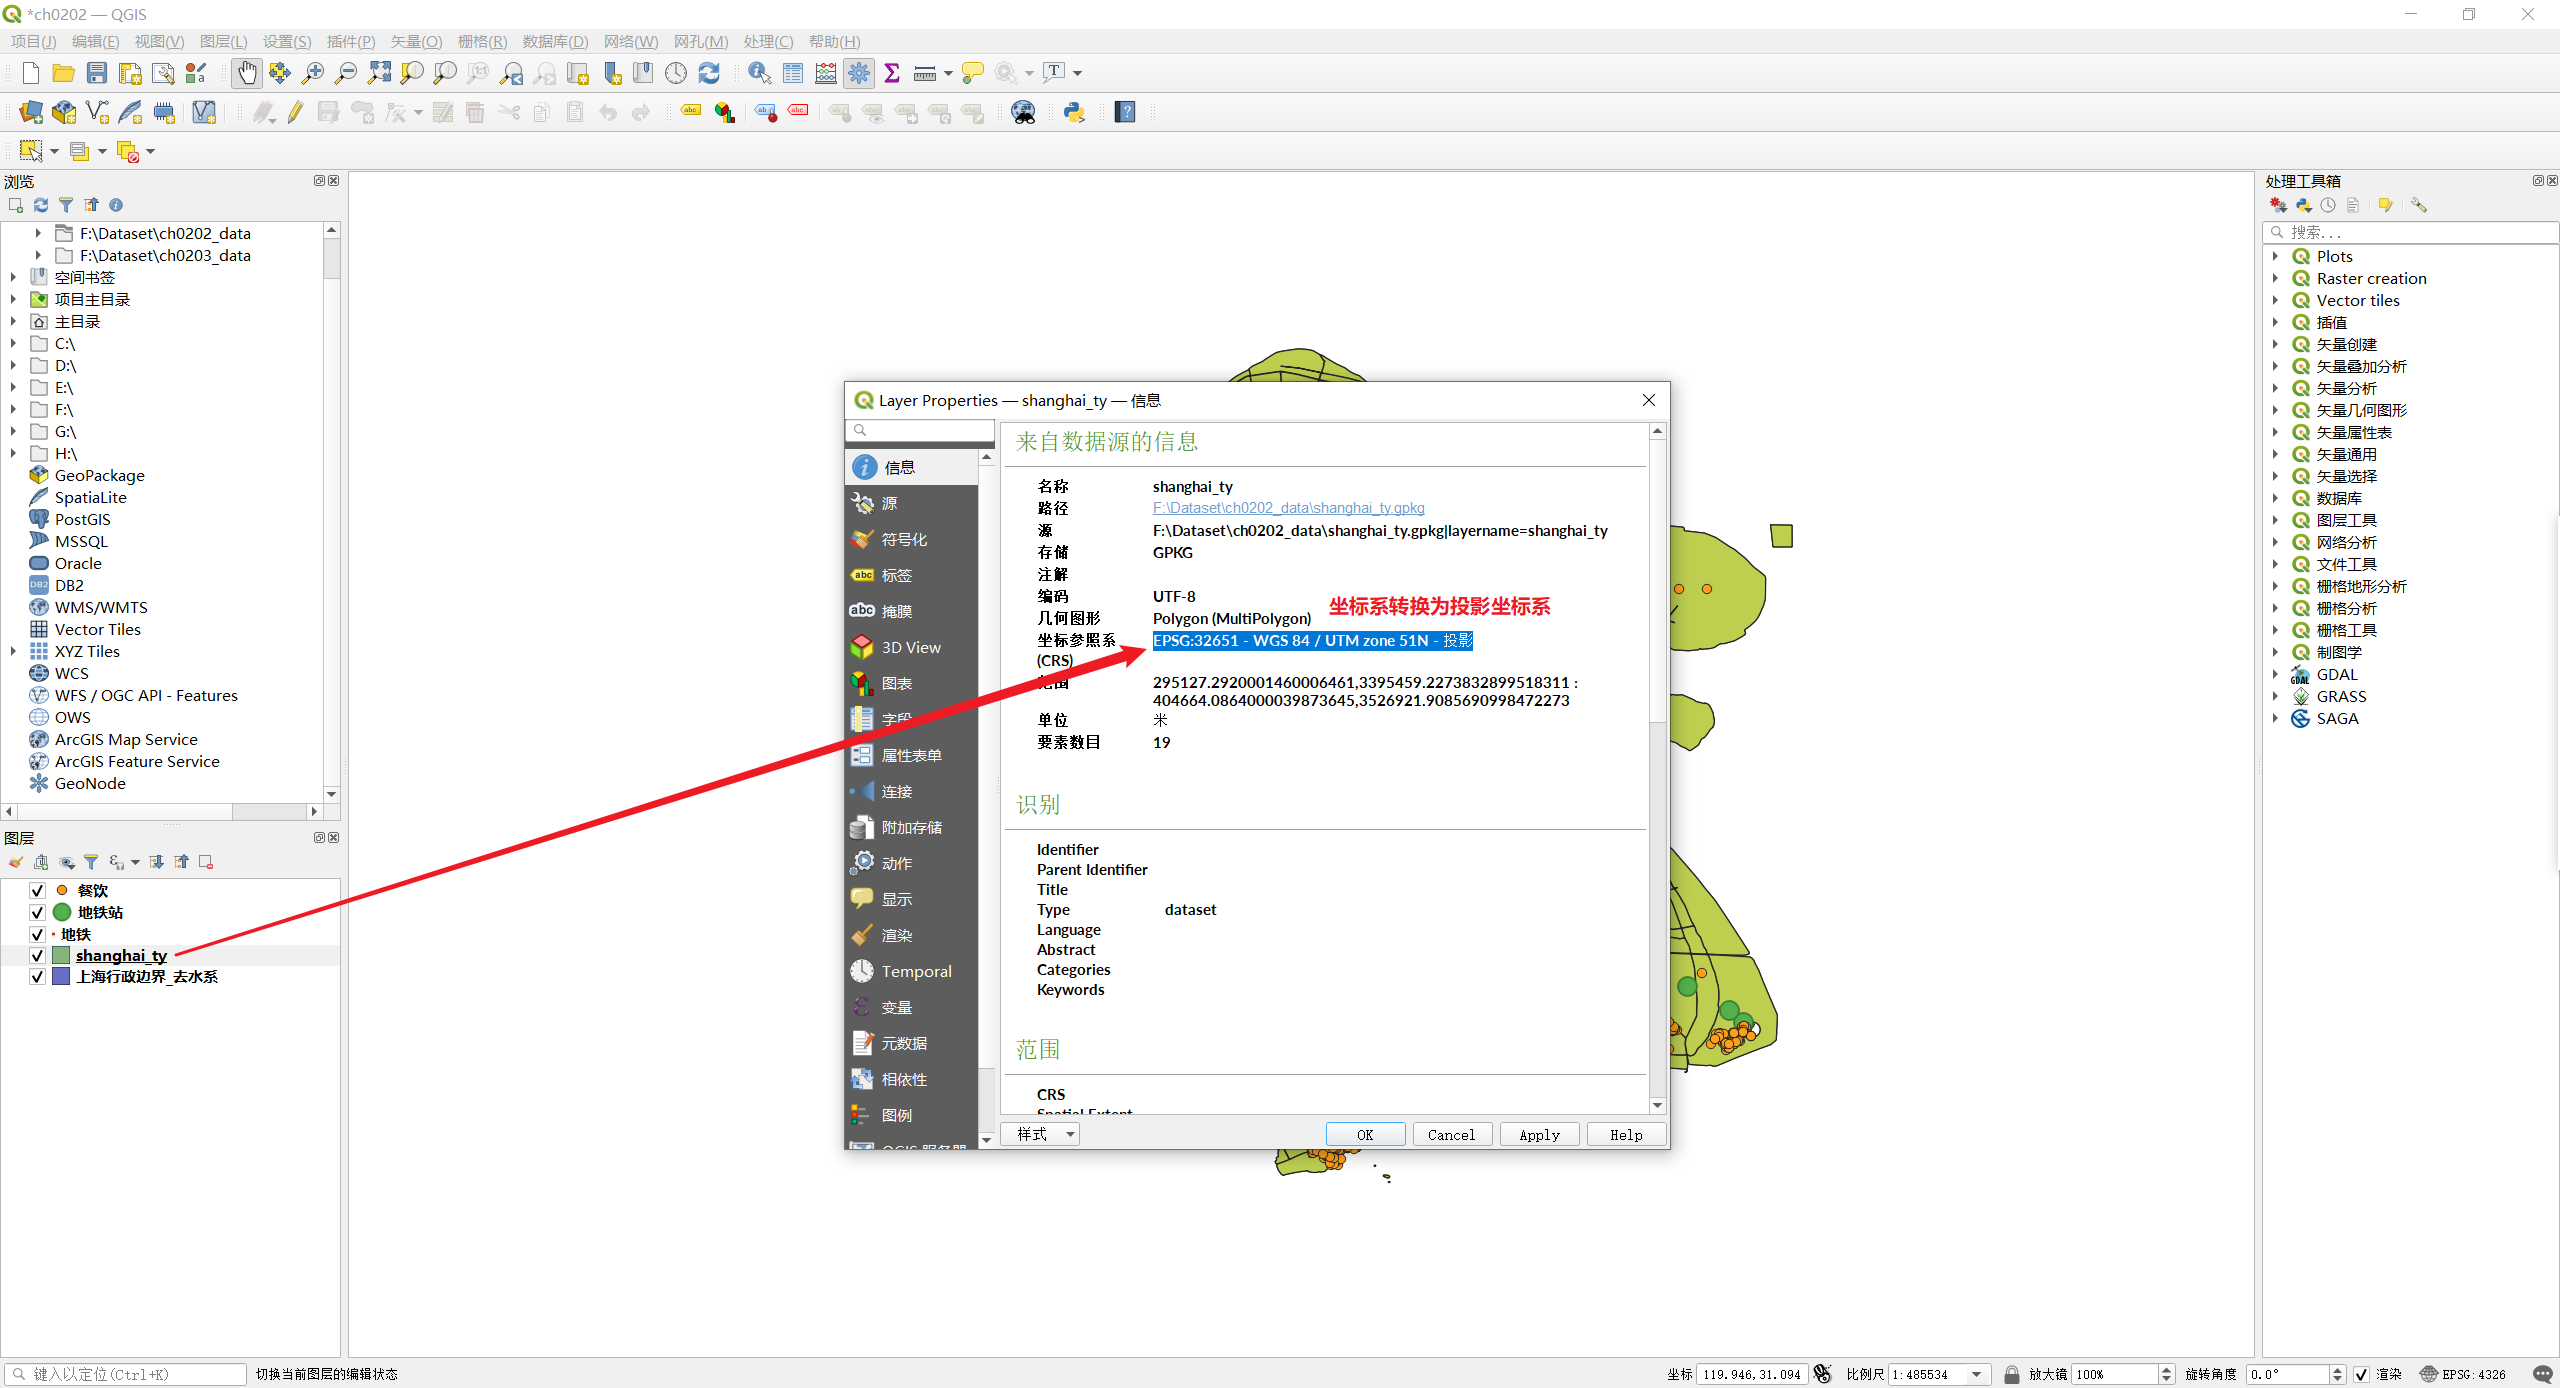 *ch0202 — QGIS
项目(J) 编辑(E) 视图(V) 图层(L) 设置(S) 插件(P) 矢量(O) 栅格(R) 数据库(D) 网络(W) 网孔(M) 处理(C) 帮助(H)
浏览
F:\Dataset\ch0202_data
F:\Dataset\ch0203_data
空间书签
项目主目录
主目录
C:\
D:\
E:\
F:\
G:\
H:\
GeoPackage
SpatiaLite
PostGIS
MSSQL
Oracle
DB2
WMS/WMTS
Vector Tiles
XYZ Tiles
WCS
WFS / OGC API - Features
OWS
ArcGIS Map Service
ArcGIS Feature Service
GeoNode
图层
餐饮
地铁站
地铁
shanghai_ty
上海行政边界_去水系
Layer Properties — shanghai_ty — 信息
信息
源
符号化
标签
掩膜
3D View
图表
字段
属性表单
连接
附加存储
动作
显示
渲染
Temporal
变量
元数据
相依性
图例
QGIS 服务器
来自数据源的信息
名称 shanghai_ty
路径 F:\Dataset\ch0202_data\shanghai_ty.gpkg
源 F:\Dataset\ch0202_data\shanghai_ty.gpkg|layername=shanghai_ty
存储 GPKG
注解
编码 UTF-8
坐标系转换为投影坐标系
几何图形 Polygon (MultiPolygon)
坐标参照系 EPSG:32651 - WGS 84 / UTM zone 51N - 投影
(CRS)
范围 295127.2920001460006461,3395459.2273832899518311 :
404664.0864000039873645,3526921.9085690998472273
单位 米
要素数目 19
识别
Identifier
Parent Identifier
Title
Type dataset
Language
Abstract
Categories
Keywords
范围
CRS
Spatial Extent
样式 OK Cancel Apply Help
处理工具箱
搜索...
Plots
Raster creation
Vector tiles
插值
矢量创建
矢量叠加分析
矢量分析
矢量几何图形
矢量属性表
矢量通用
矢量选择
数据库
图层工具
网络分析
文件工具
栅格地形分析
栅格分析
栅格工具
制图学
GDAL
GRASS
SAGA
键入以定位(Ctrl+K) 切换当前图层的编辑状态 坐标 119.946,31.094 比例尺 1:485534 放大镜 100% 旋转角度 0.0° 渲染 EPSG:4326